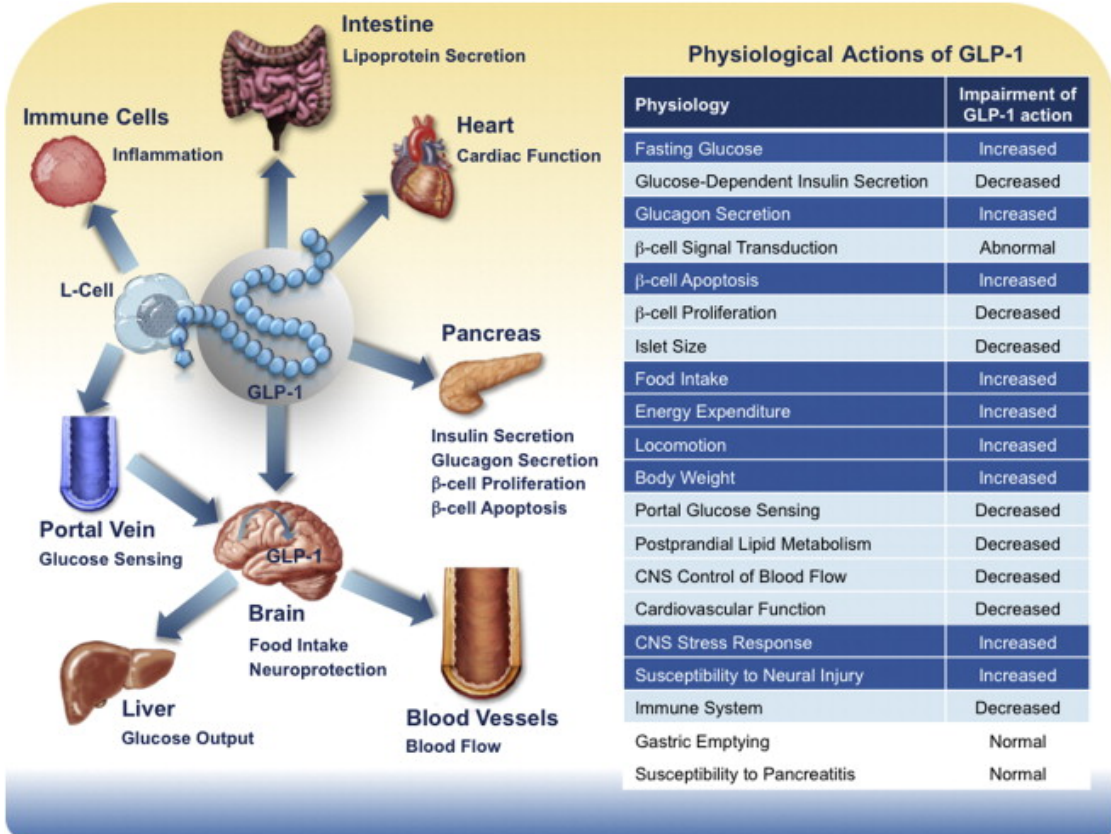 Intestine
Lipoprotein Secretion
Immune Cells
Inflammation
Heart
Cardiac Function
L-Cell
GLP-1
Pancreas
Insulin Secretion
Glucagon Secretion
β-cell Proliferation
β-cell Apoptosis
Portal Vein
Glucose Sensing
GLP-1
Brain
Food Intake
Neuroprotection
Liver
Glucose Output
Blood Vessels
Blood Flow
Physiological Actions of GLP-1
Physiology Impairment of
GLP-1 action
Fasting Glucose Increased
Glucose-Dependent Insulin Secretion Decreased
Glucagon Secretion Increased
β-cell Signal Transduction Abnormal
β-cell Apoptosis Increased
β-cell Proliferation Decreased
Islet Size Decreased
Food Intake Increased
Energy Expenditure Increased
Locomotion Increased
Body Weight Increased
Portal Glucose Sensing Decreased
Postprandial Lipid Metabolism Decreased
CNS Control of Blood Flow Decreased
Cardiovascular Function Decreased
CNS Stress Response Increased
Susceptibility to Neural Injury Increased
Immune System Decreased
Gastric Emptying Normal
Susceptibility to Pancreatitis Normal